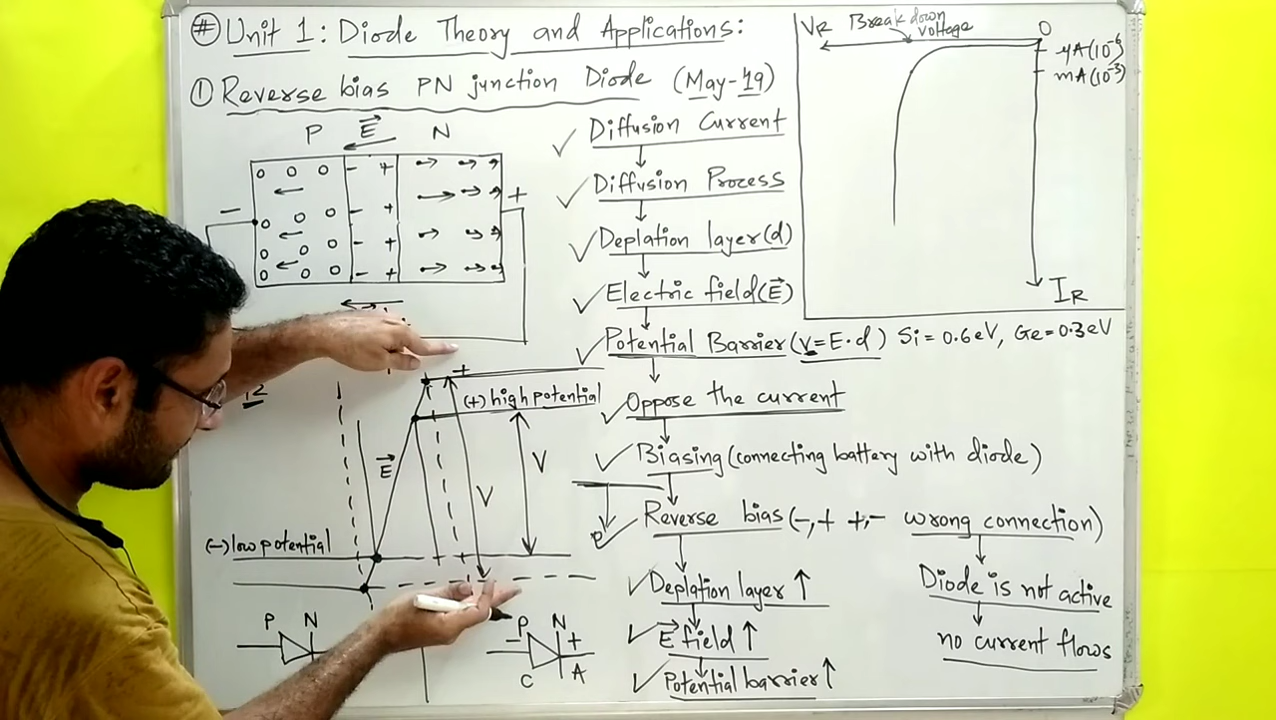 # Unit 1: Diode Theory and Applications:
① Reverse bias PN junction Diode (May-19)
P E N
- +
Diffusion Current
Diffusion Process
Deplation layer(d)
Electric field(E)
Potential Barrier(V=E·d) Si=0.6eV, Ge=0.3eV
Oppose the current
Biasing(connecting battery with diode)
Reverse bias(-,+ +,- wrong connection)
Deplation layer ↑
E field ↑
Potential barrier ↑
Diode is not active
no current flows
VR Break down voltage 0
μA(10⁻⁶)
mA(10⁻³)
IR
+
(+) high potential
E V V
(-) low potential
P N
P N
- +
C A